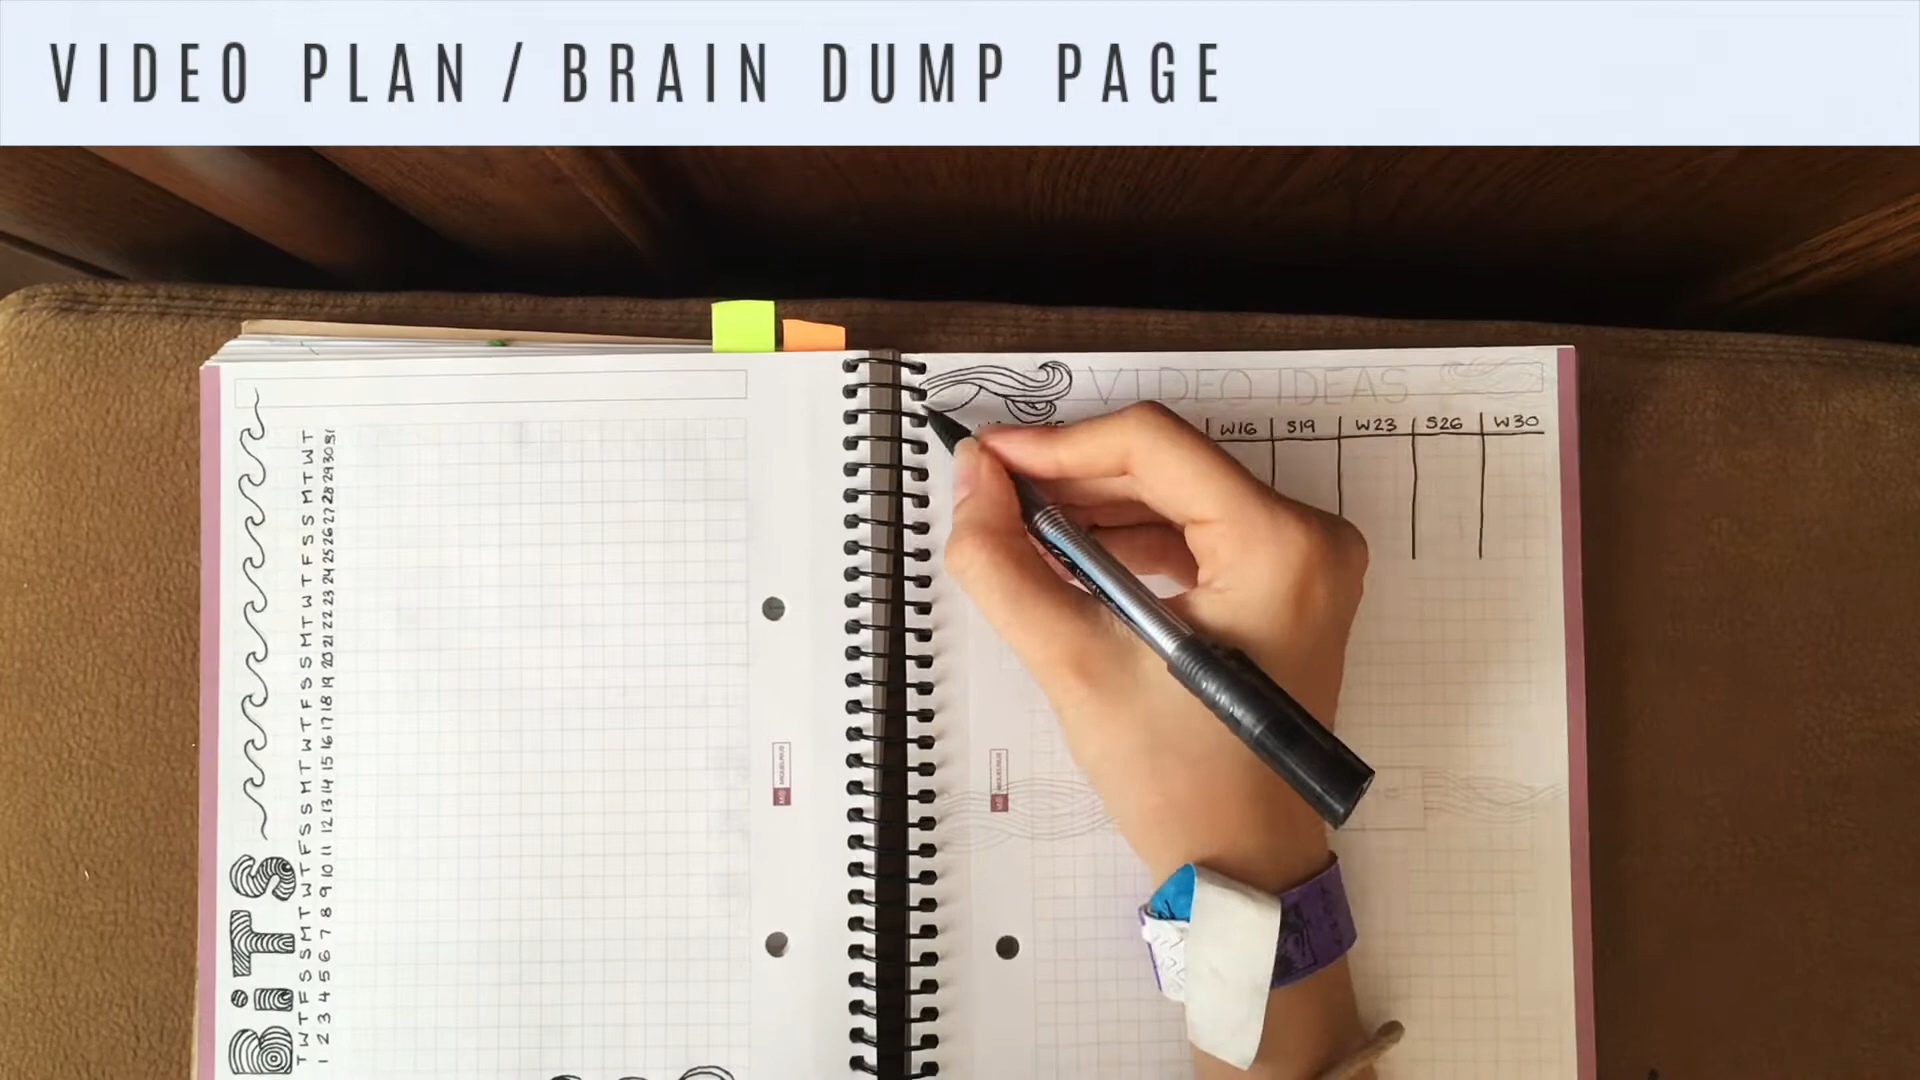 VIDEO PLAN / BRAIN DUMP PAGE
VIDEO IDEAS
W16 S19 W23 S26 W30
BiTS
T W T F S S M T W T F S S M T W T F S S M T W T F S S M T W T
1 2 3 4 5 6 7 8 9 10 11 12 13 14 15 16 17 18 19 20 21 22 23 24 25 26 27 28 29 30 31
MIQUELRIUS
MIQUELRIUS